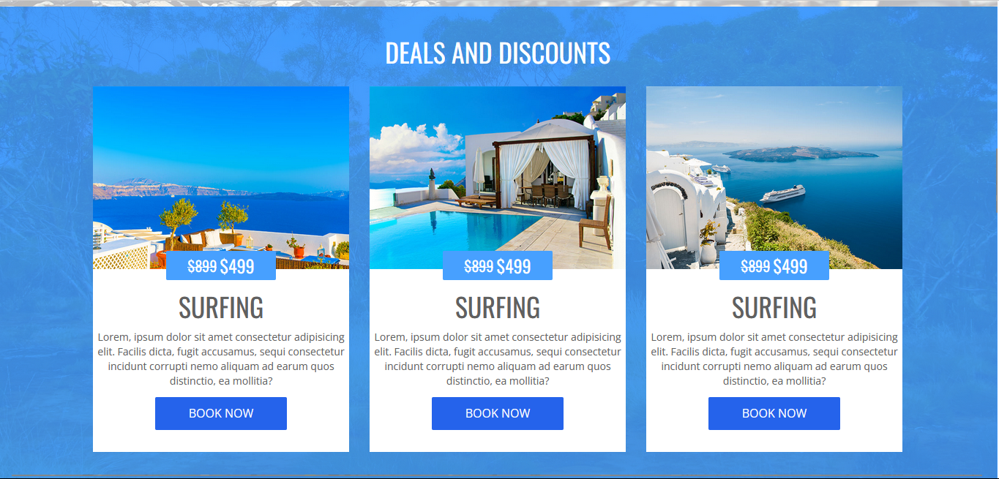 DEALS AND DISCOUNTS
$899 $499
SURFING
Lorem, ipsum dolor sit amet consectetur adipisicing
elit. Facilis dicta, fugit accusamus, sequi consectetur
incidunt corrupti nemo aliquam ad earum quos
distinctio, ea mollitia?
BOOK NOW
$899 $499
SURFING
Lorem, ipsum dolor sit amet consectetur adipisicing
elit. Facilis dicta, fugit accusamus, sequi consectetur
incidunt corrupti nemo aliquam ad earum quos
distinctio, ea mollitia?
BOOK NOW
$899 $499
SURFING
Lorem, ipsum dolor sit amet consectetur adipisicing
elit. Facilis dicta, fugit accusamus, sequi consectetur
incidunt corrupti nemo aliquam ad earum quos
distinctio, ea mollitia?
BOOK NOW